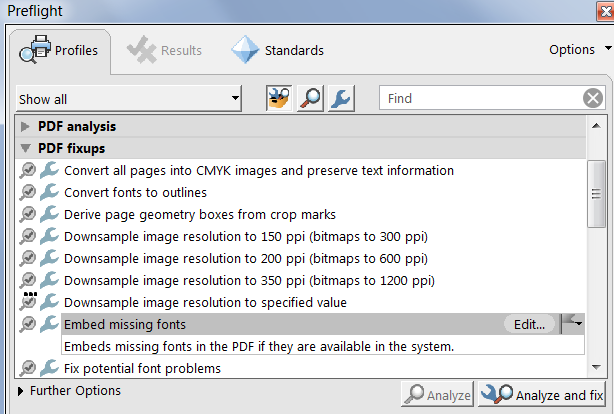 Preflight
Profiles
Results
Standards
Options
Show all
Find
PDF analysis
PDF fixups
Convert all pages into CMYK images and preserve text information
Convert fonts to outlines
Derive page geometry boxes from crop marks
Downsample image resolution to 150 ppi (bitmaps to 300 ppi)
Downsample image resolution to 200 ppi (bitmaps to 600 ppi)
Downsample image resolution to 350 ppi (bitmaps to 1200 ppi)
Downsample image resolution to specified value
Embed missing fonts
Edit...
Embeds missing fonts in the PDF if they are available in the system.
Fix potential font problems
Further Options
Analyze
Analyze and fix